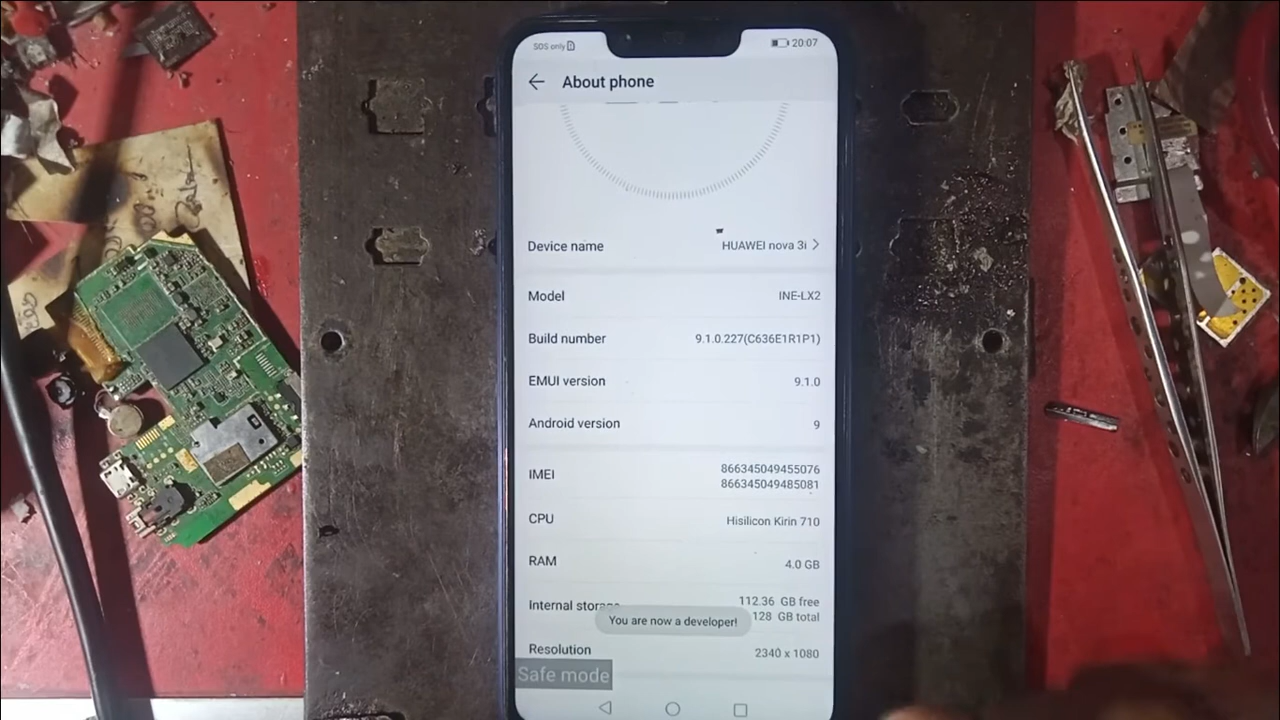 SOS only
20:07
About phone
Device name
HUAWEI nova 3i
Model
INE-LX2
Build number
9.1.0.227(C636E1R1P1)
EMUI version
9.1.0
Android version
9
IMEI
866345049455076
866345049485081
CPU
Hisilicon Kirin 710
RAM
4.0 GB
Internal storage
112.36 GB free
128 GB total
You are now a developer!
Resolution
2340 x 1080
Safe mode